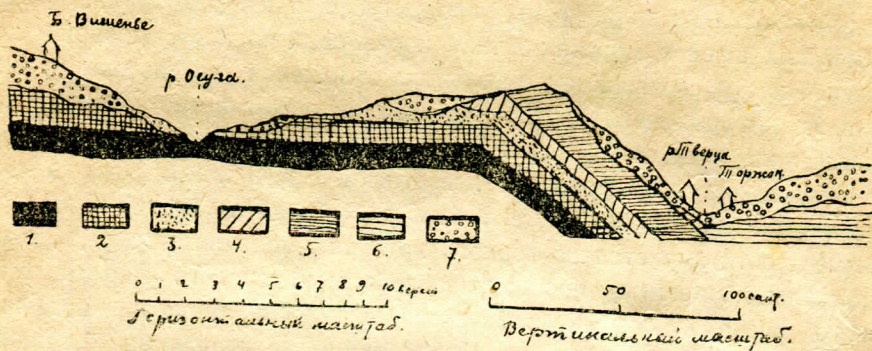 Б. Вишенье
р. Осуга.
р. Тверца
Торжок.
1. 2 3. 4. 5. 6. 7.
0 1 2 3 4 5 6 7 8 9 10 верст
Горизонтальный масштаб.
0 50 100 саж.
Вертикальный масштаб.